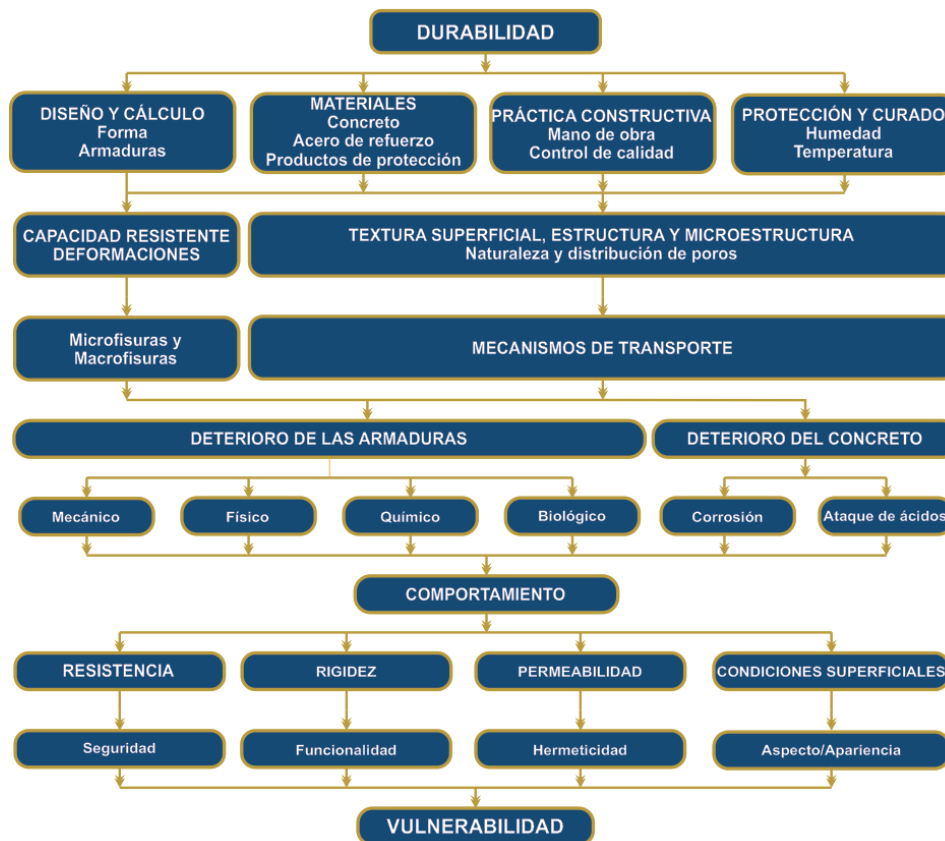 DURABILIDAD
DISEÑO Y CÁLCULO
Forma
Armaduras
MATERIALES
Concreto
Acero de refuerzo
Productos de protección
PRÁCTICA CONSTRUCTIVA
Mano de obra
Control de calidad
PROTECCIÓN Y CURADO
Humedad
Temperatura
CAPACIDAD RESISTENTE
DEFORMACIONES
TEXTURA SUPERFICIAL, ESTRUCTURA Y MICROESTRUCTURA
Naturaleza y distribución de poros
Microfisuras y
Macrofisuras
MECANISMOS DE TRANSPORTE
DETERIORO DE LAS ARMADURAS
DETERIORO DEL CONCRETO
Mecánico
Físico
Químico
Biológico
Corrosión
Ataque de ácidos
COMPORTAMIENTO
RESISTENCIA
RIGIDEZ
PERMEABILIDAD
CONDICIONES SUPERFICIALES
Seguridad
Funcionalidad
Hermeticidad
Aspecto/Apariencia
VULNERABILIDAD